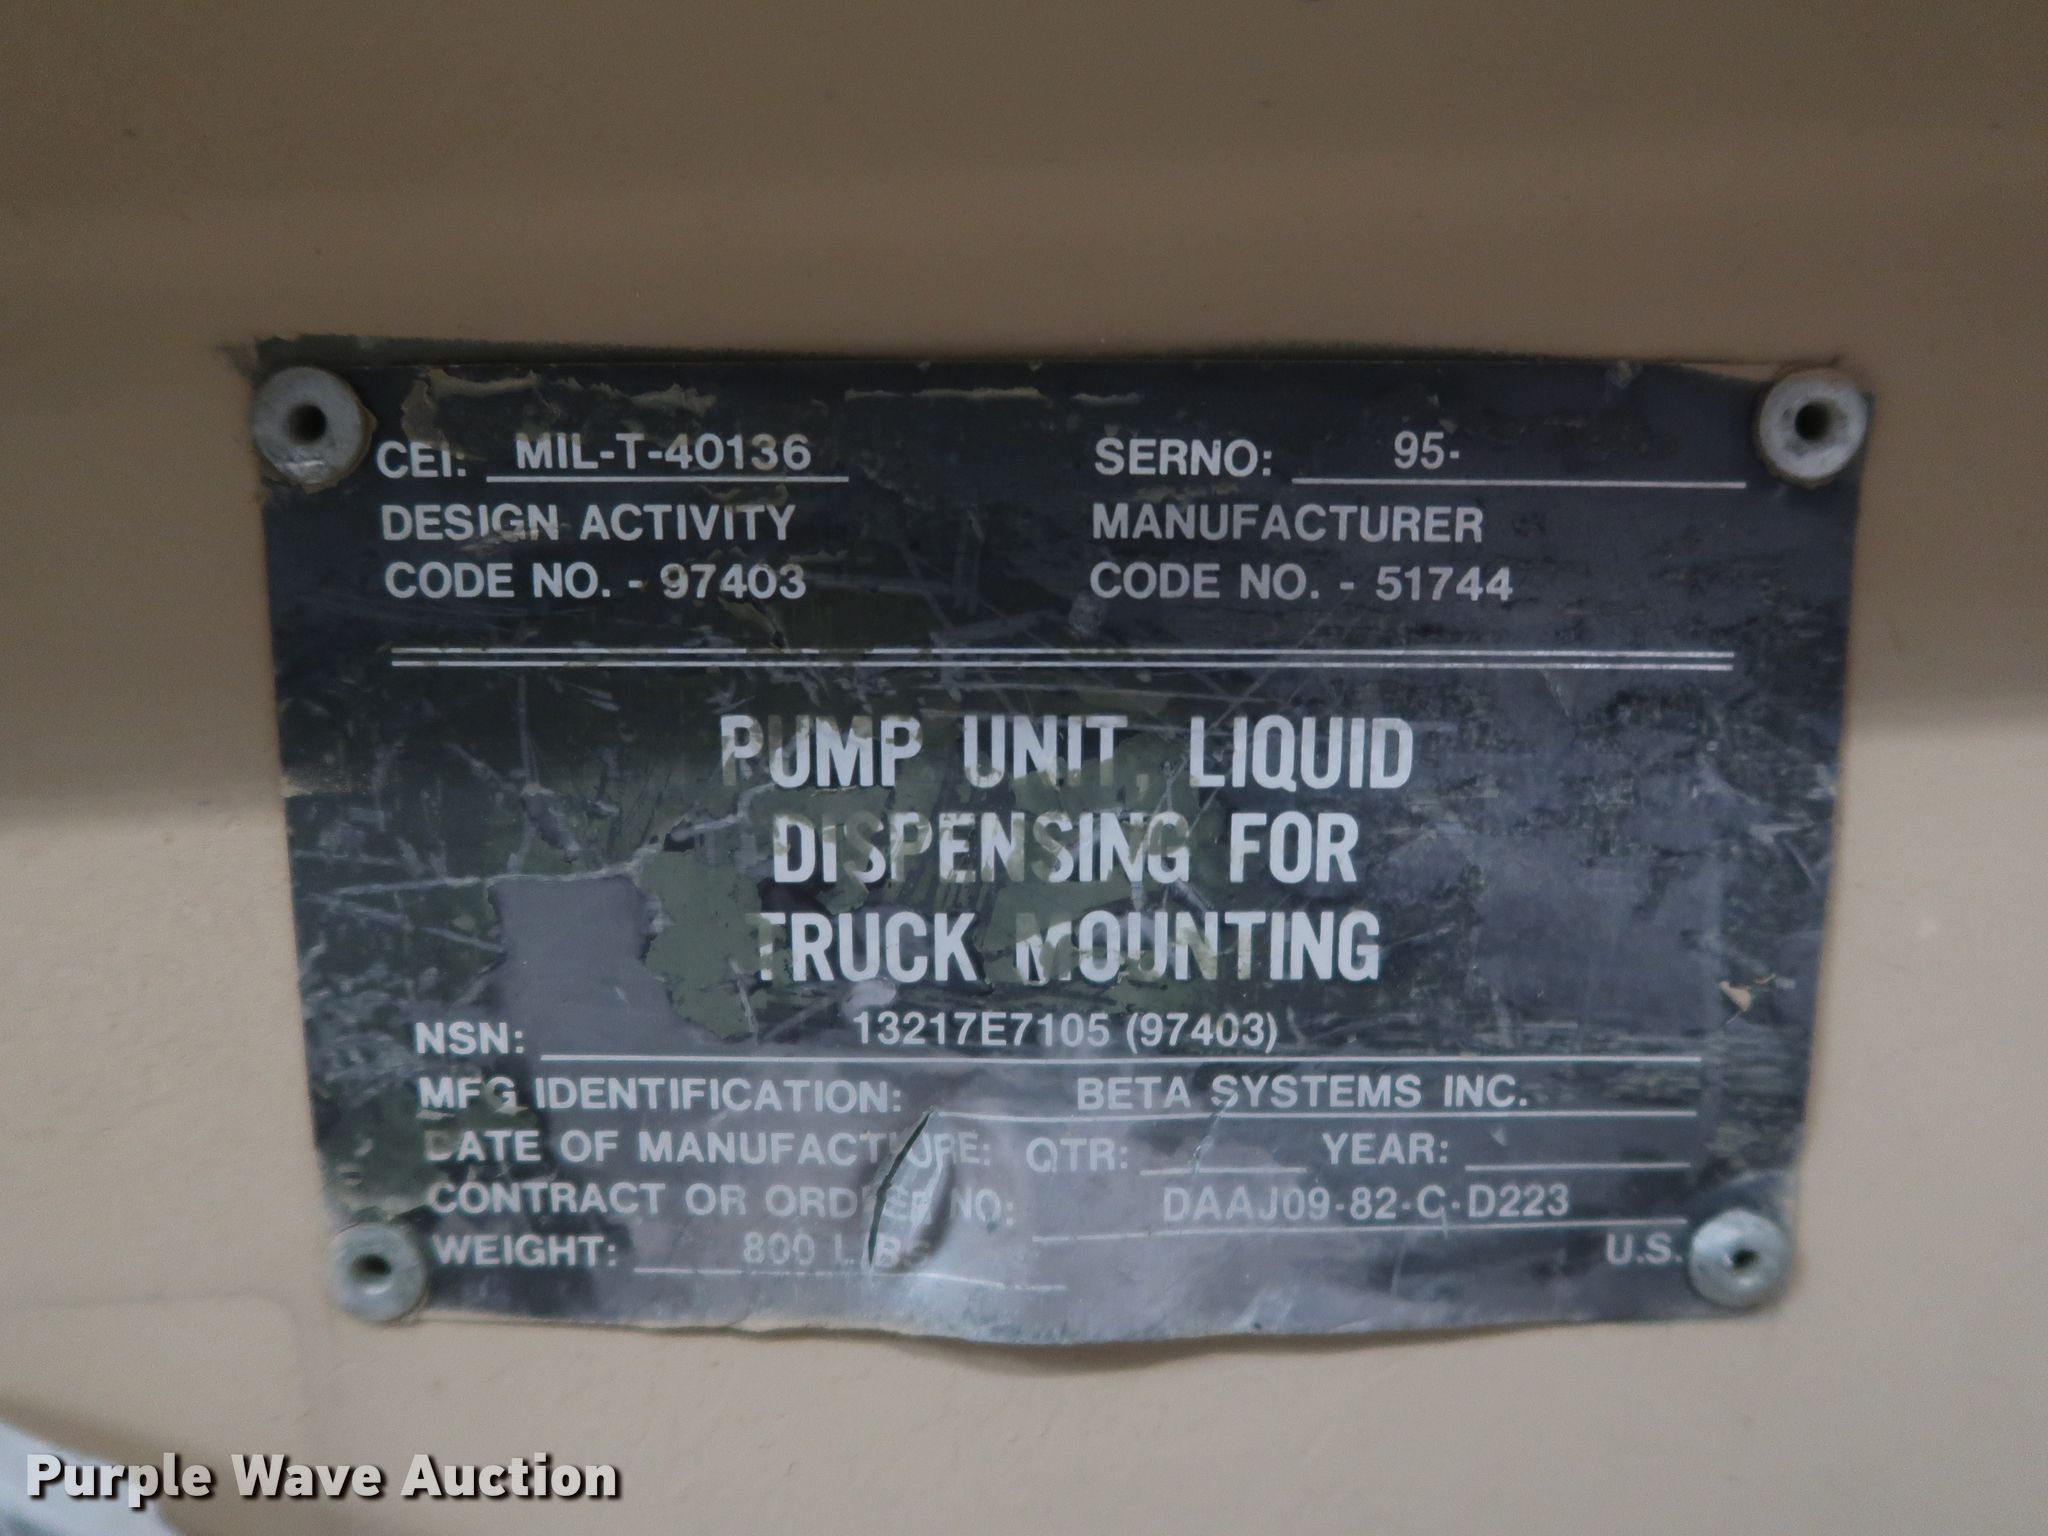 CEI: MIL-T-40136 SERNO: 95-
DESIGN ACTIVITY MANUFACTURER
CODE NO. - 97403 CODE NO. - 51744
PUMP UNIT, LIQUID
DISPENSING FOR
TRUCK MOUNTING
NSN: 13217E7105 (97403)
MFG IDENTIFICATION: BETA SYSTEMS INC.
DATE OF MANUFACTURE: QTR: YEAR:
CONTRACT OR ORDER NO: DAAJ09-82-C-D223
WEIGHT: 800 LBS U.S.
Purple Wave Auction